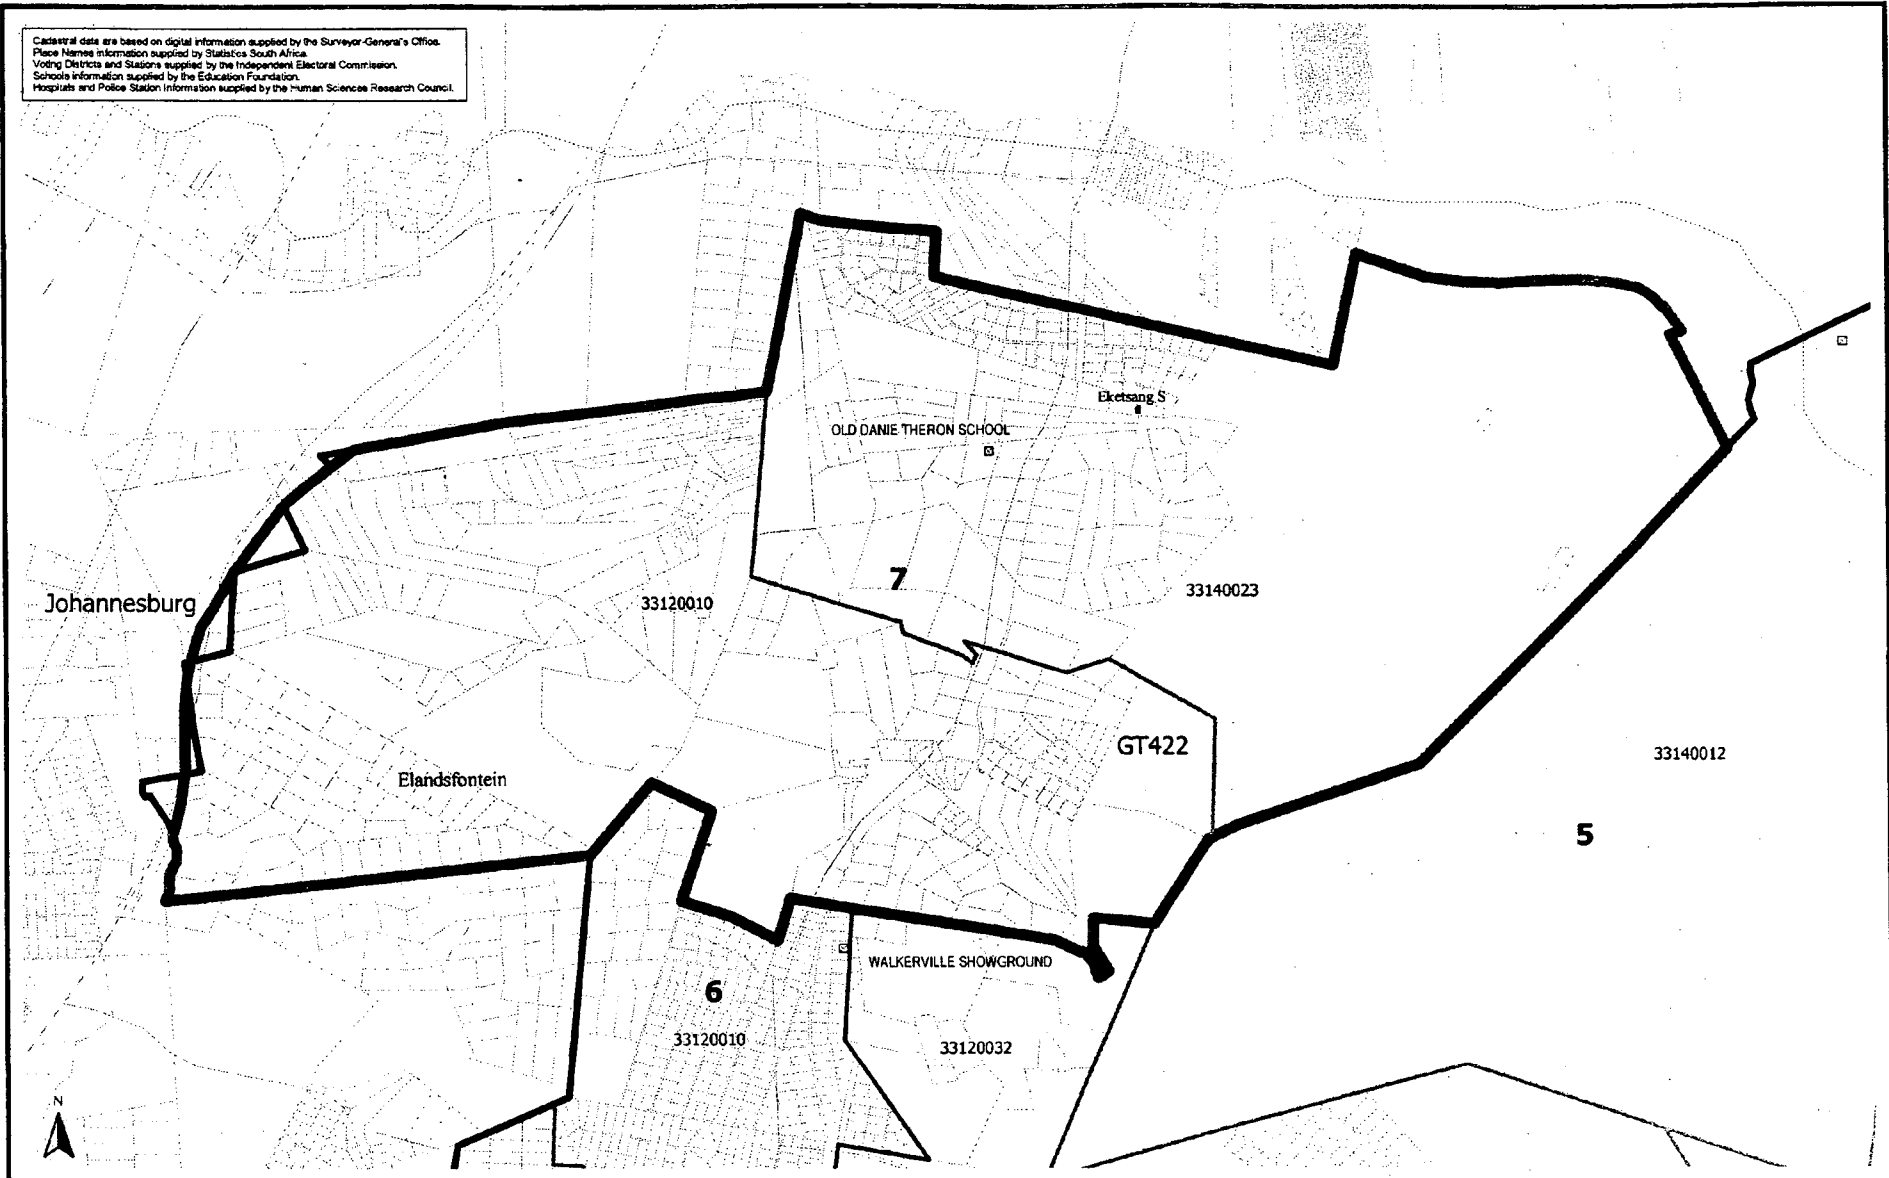 Cadastral data are based on digital information supplied by the Surveyor-General's Office.
Place Names information supplied by Statistics South Africa.
Voting Districts and Stations supplied by the Independent Electoral Commission.
Schools information supplied by the Education Foundation.
Hospitals and Police Station Information supplied by the Human Sciences Research Council.
Eketsang S
OLD DANIE THERON SCHOOL
7
33140023
Johannesburg
33120010
GT422
33140012
Elandsfontein
5
WALKERVILLE SHOWGROUND
6
33120010
33120032
N